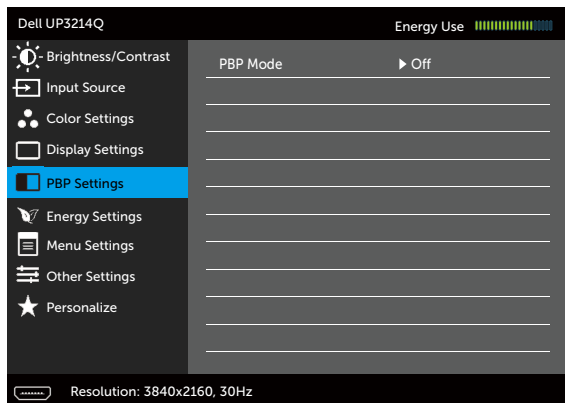 Dell UP3214Q
Energy Use
Brightness/Contrast
Input Source
Color Settings
Display Settings
PBP Settings
Energy Settings
Menu Settings
Other Settings
Personalize
PBP Mode
Off
Resolution: 3840x2160, 30Hz